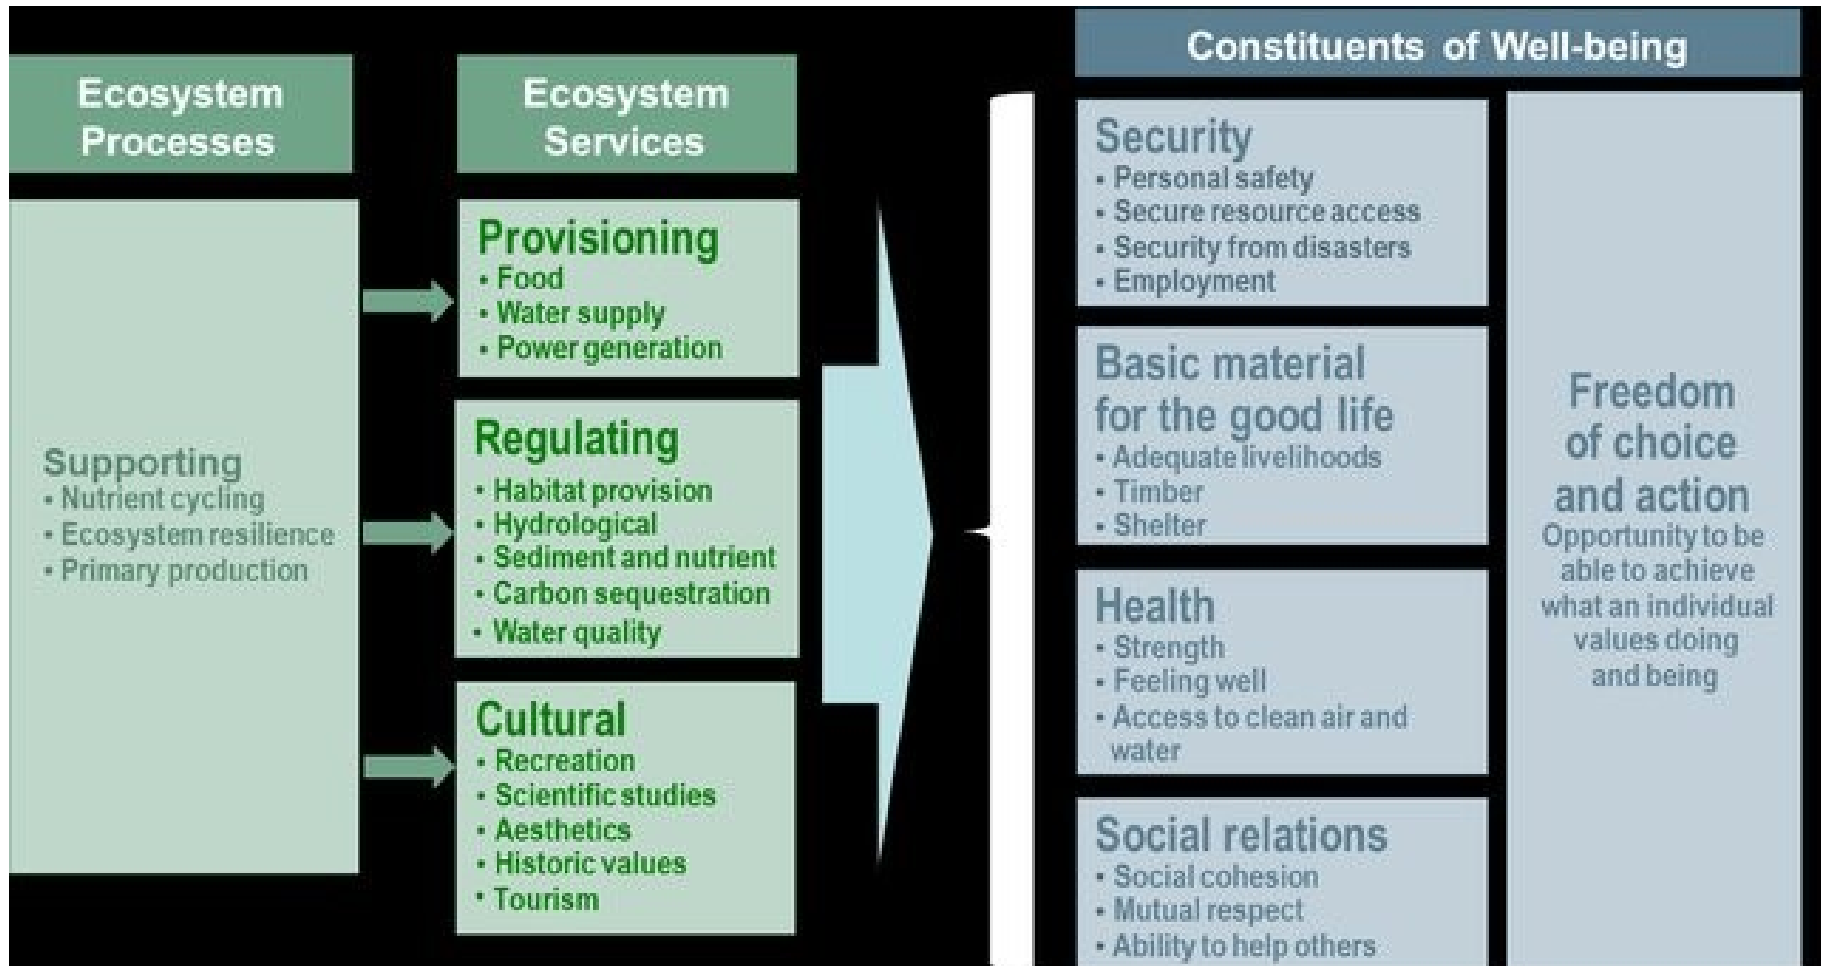 Ecosystem
Processes
Supporting
• Nutrient cycling
• Ecosystem resilience
• Primary production
Ecosystem
Services
Provisioning
• Food
• Water supply
• Power generation
Regulating
• Habitat provision
• Hydrological
• Sediment and nutrient
• Carbon sequestration
• Water quality
Cultural
• Recreation
• Scientific studies
• Aesthetics
• Historic values
• Tourism
Constituents of Well-being
Security
• Personal safety
• Secure resource access
• Security from disasters
• Employment
Basic material
for the good life
• Adequate livelihoods
• Timber
• Shelter
Health
• Strength
• Feeling well
• Access to clean air and
water
Social relations
• Social cohesion
• Mutual respect
• Ability to help others
Freedom
of choice
and action
Opportunity to be
able to achieve
what an individual
values doing
and being